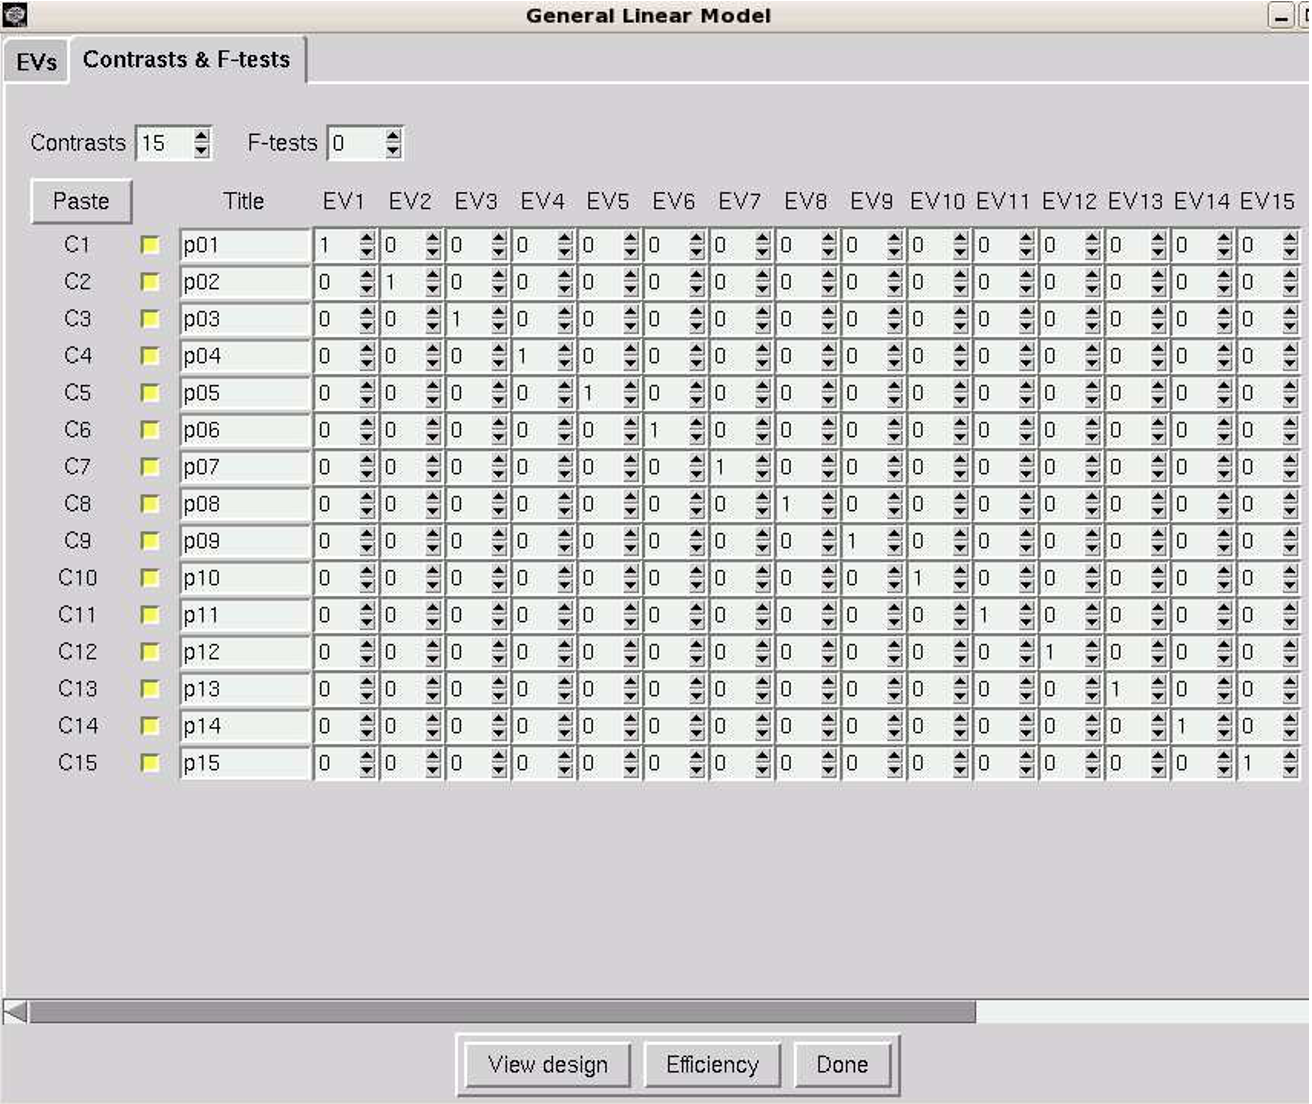 General Linear Model
EVs Contrasts & F-tests
Contrasts 15 F-tests 0
Paste Title EV1 EV2 EV3 EV4 EV5 EV6 EV7 EV8 EV9 EV10 EV11 EV12 EV13 EV14 EV15
C1 p01 1 0 0 0 0 0 0 0 0 0 0 0 0 0 0
C2 p02 0 1 0 0 0 0 0 0 0 0 0 0 0 0 0
C3 p03 0 0 1 0 0 0 0 0 0 0 0 0 0 0 0
C4 p04 0 0 0 1 0 0 0 0 0 0 0 0 0 0 0
C5 p05 0 0 0 0 1 0 0 0 0 0 0 0 0 0 0
C6 p06 0 0 0 0 0 1 0 0 0 0 0 0 0 0 0
C7 p07 0 0 0 0 0 0 1 0 0 0 0 0 0 0 0
C8 p08 0 0 0 0 0 0 0 1 0 0 0 0 0 0 0
C9 p09 0 0 0 0 0 0 0 0 1 0 0 0 0 0 0
C10 p10 0 0 0 0 0 0 0 0 0 1 0 0 0 0 0
C11 p11 0 0 0 0 0 0 0 0 0 0 1 0 0 0 0
C12 p12 0 0 0 0 0 0 0 0 0 0 0 1 0 0 0
C13 p13 0 0 0 0 0 0 0 0 0 0 0 0 1 0 0
C14 p14 0 0 0 0 0 0 0 0 0 0 0 0 0 1 0
C15 p15 0 0 0 0 0 0 0 0 0 0 0 0 0 0 1
View design Efficiency Done